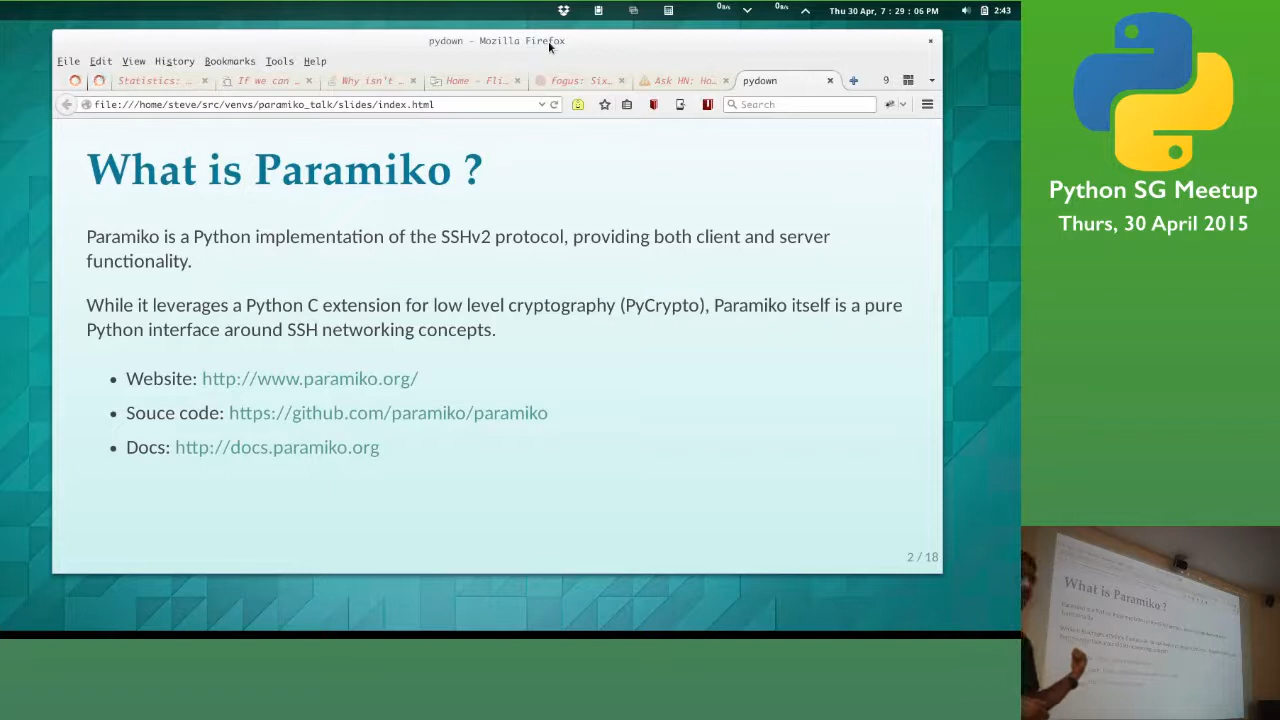 0B/s
0B/s
Thu 30 Apr, 7 : 29 : 06 PM
2:43
pydown - Mozilla Firefox
File Edit View History Bookmarks Tools Help
Statistics: ...
If we can ...
Why isn't ...
Home - Fli...
Fogus: Six...
Ask HN: Ho...
pydown
9
file:///home/steve/src/venvs/paramiko_talk/slides/index.html
Search
What is Paramiko ?
Paramiko is a Python implementation of the SSHv2 protocol, providing both client and server
functionality.
While it leverages a Python C extension for low level cryptography (PyCrypto), Paramiko itself is a pure
Python interface around SSH networking concepts.
• Website: http://www.paramiko.org/
• Souce code: https://github.com/paramiko/paramiko
• Docs: http://docs.paramiko.org
2 / 18
Python SG Meetup
Thurs, 30 April 2015
What is Paramiko ?